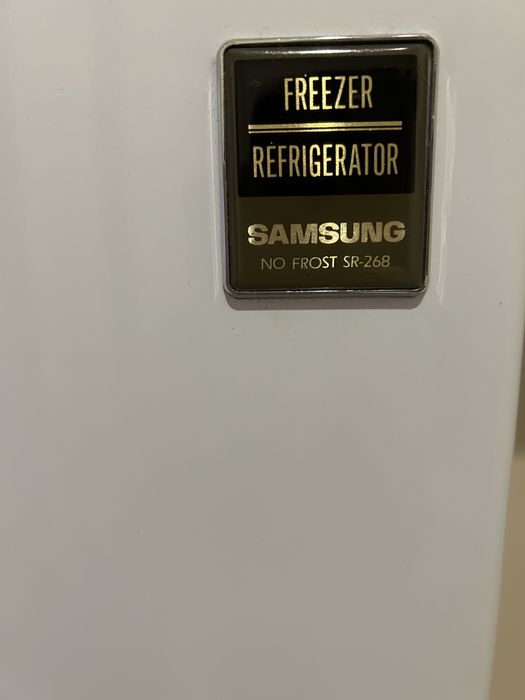 FREEZER
REFRIGERATOR
SAMSUNG
NO FROST SR-268